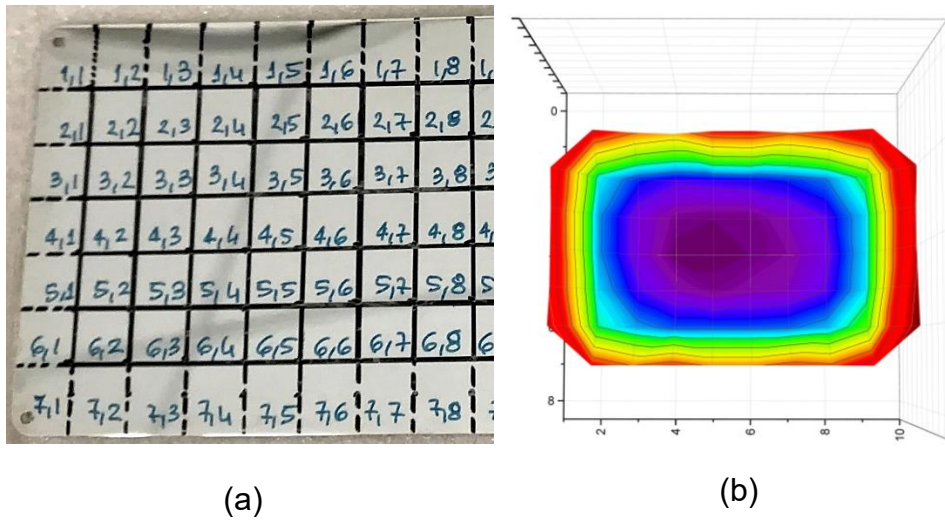 1,1 1,2 1,3 1,4 1,5 1,6 1,7 1,8 1,
2,1 2,2 2,3 2,4 2,5 2,6 2,7 2,8 2
3,1 3,2 3,3 3,4 3,5 3,6 3,7 3,8 3
4,1 4,2 4,3 4,4 4,5 4,6 4,7 4,8 4,
5,1 5,2 5,3 5,4 5,5 5,6 5,7 5,8 5
6,1 6,2 6,3 6,4 6,5 6,6 6,7 6,8 6
7,1 7,2 7,3 7,4 7,5 7,6 7,7 7,8
(a)
0
8
2 4 6 8 10
(b)